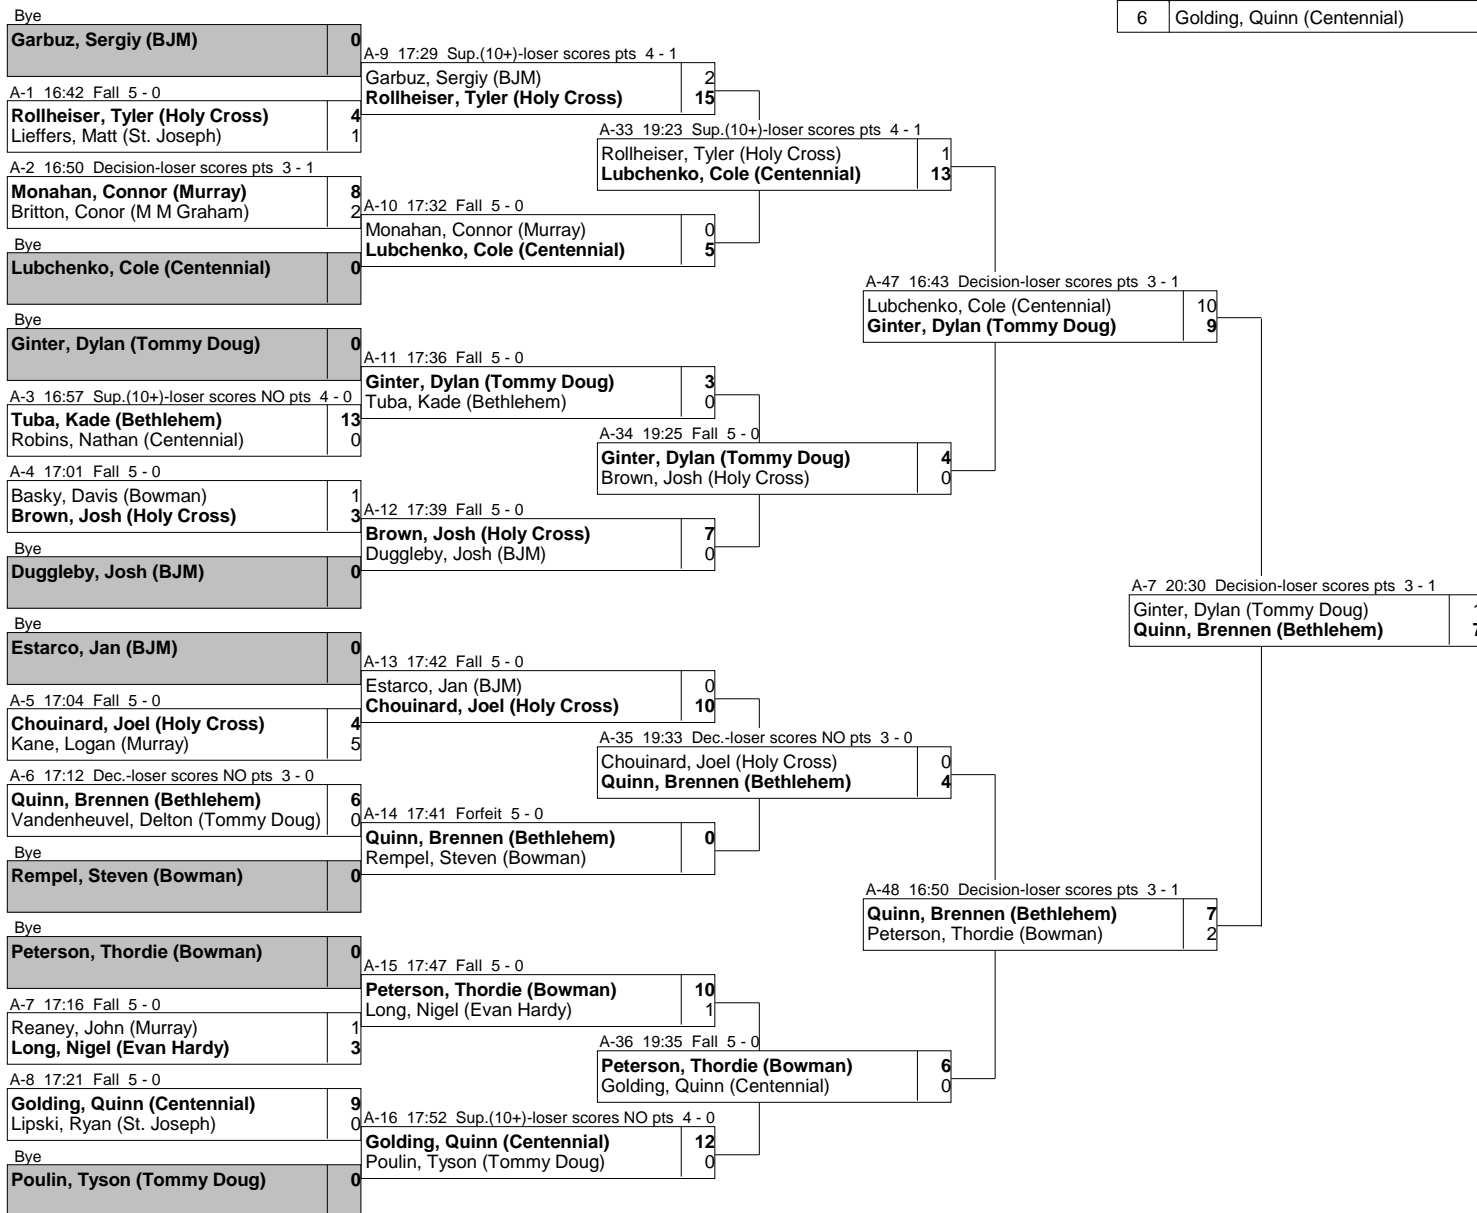 6 Golding, Quinn (Centennial)
Bye
Garbuz, Sergiy (BJM) 0
A-1 16:42 Fall 5 - 0
Rollheiser, Tyler (Holy Cross) 4
Lieffers, Matt (St. Joseph) 1
A-2 16:50 Decision-loser scores pts 3 - 1
Monahan, Connor (Murray) 8
Britton, Conor (M M Graham) 2
Bye
Lubchenko, Cole (Centennial) 0
Bye
Ginter, Dylan (Tommy Doug) 0
A-3 16:57 Sup.(10+)-loser scores NO pts 4 - 0
Tuba, Kade (Bethlehem) 13
Robins, Nathan (Centennial) 0
A-4 17:01 Fall 5 - 0
Basky, Davis (Bowman) 1
Brown, Josh (Holy Cross) 3
Bye
Duggleby, Josh (BJM) 0
Bye
Estarco, Jan (BJM) 0
A-5 17:04 Fall 5 - 0
Chouinard, Joel (Holy Cross) 4
Kane, Logan (Murray) 5
A-6 17:12 Dec.-loser scores NO pts 3 - 0
Quinn, Brennen (Bethlehem) 6
Vandenheuvel, Delton (Tommy Doug) 0
Bye
Rempel, Steven (Bowman) 0
Bye
Peterson, Thordie (Bowman) 0
A-7 17:16 Fall 5 - 0
Reaney, John (Murray) 1
Long, Nigel (Evan Hardy) 3
A-8 17:21 Fall 5 - 0
Golding, Quinn (Centennial) 9
Lipski, Ryan (St. Joseph) 0
Bye
Poulin, Tyson (Tommy Doug) 0
A-9 17:29 Sup.(10+)-loser scores pts 4 - 1
Garbuz, Sergiy (BJM) 2
Rollheiser, Tyler (Holy Cross) 15
A-10 17:32 Fall 5 - 0
Monahan, Connor (Murray) 0
Lubchenko, Cole (Centennial) 5
A-11 17:36 Fall 5 - 0
Ginter, Dylan (Tommy Doug) 3
Tuba, Kade (Bethlehem) 0
A-12 17:39 Fall 5 - 0
Brown, Josh (Holy Cross) 7
Duggleby, Josh (BJM) 0
A-13 17:42 Fall 5 - 0
Estarco, Jan (BJM) 0
Chouinard, Joel (Holy Cross) 10
A-14 17:41 Forfeit 5 - 0
Quinn, Brennen (Bethlehem) 0
Rempel, Steven (Bowman)
A-15 17:47 Fall 5 - 0
Peterson, Thordie (Bowman) 10
Long, Nigel (Evan Hardy) 1
A-16 17:52 Sup.(10+)-loser scores NO pts 4 - 0
Golding, Quinn (Centennial) 12
Poulin, Tyson (Tommy Doug) 0
A-33 19:23 Sup.(10+)-loser scores pts 4 - 1
Rollheiser, Tyler (Holy Cross) 1
Lubchenko, Cole (Centennial) 13
A-34 19:25 Fall 5 - 0
Ginter, Dylan (Tommy Doug) 4
Brown, Josh (Holy Cross) 0
A-35 19:33 Dec.-loser scores NO pts 3 - 0
Chouinard, Joel (Holy Cross) 0
Quinn, Brennen (Bethlehem) 4
A-36 19:35 Fall 5 - 0
Peterson, Thordie (Bowman) 6
Golding, Quinn (Centennial) 0
A-47 16:43 Decision-loser scores pts 3 - 1
Lubchenko, Cole (Centennial) 10
Ginter, Dylan (Tommy Doug) 9
A-48 16:50 Decision-loser scores pts 3 - 1
Quinn, Brennen (Bethlehem) 7
Peterson, Thordie (Bowman) 2
A-7 20:30 Decision-loser scores pts 3 - 1
Ginter, Dylan (Tommy Doug)
Quinn, Brennen (Bethlehem)